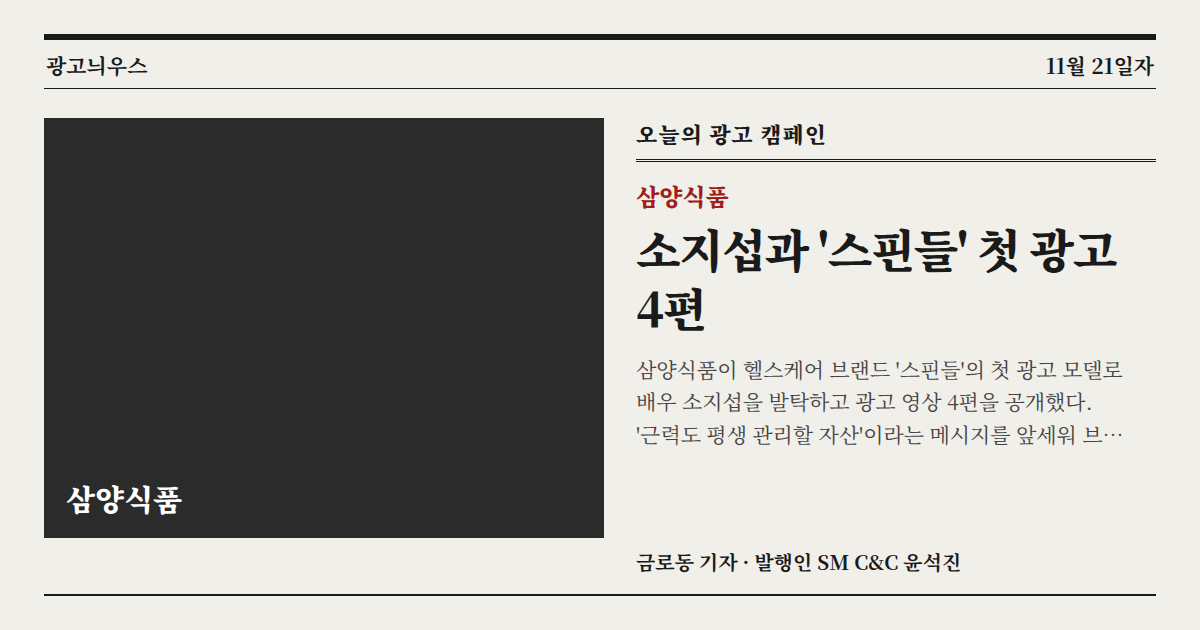 광고늬우스
11월 21일자
삼양식품
오늘의 광고 캠페인
삼양식품
소지섭과 '스핀들' 첫 광고
4편
삼양식품이 헬스케어 브랜드 '스핀들'의 첫 광고 모델로
배우 소지섭을 발탁하고 광고 영상 4편을 공개했다.
'근력도 평생 관리할 자산'이라는 메시지를 앞세워 브…
금로동 기자 · 발행인 SM C&C 윤석진